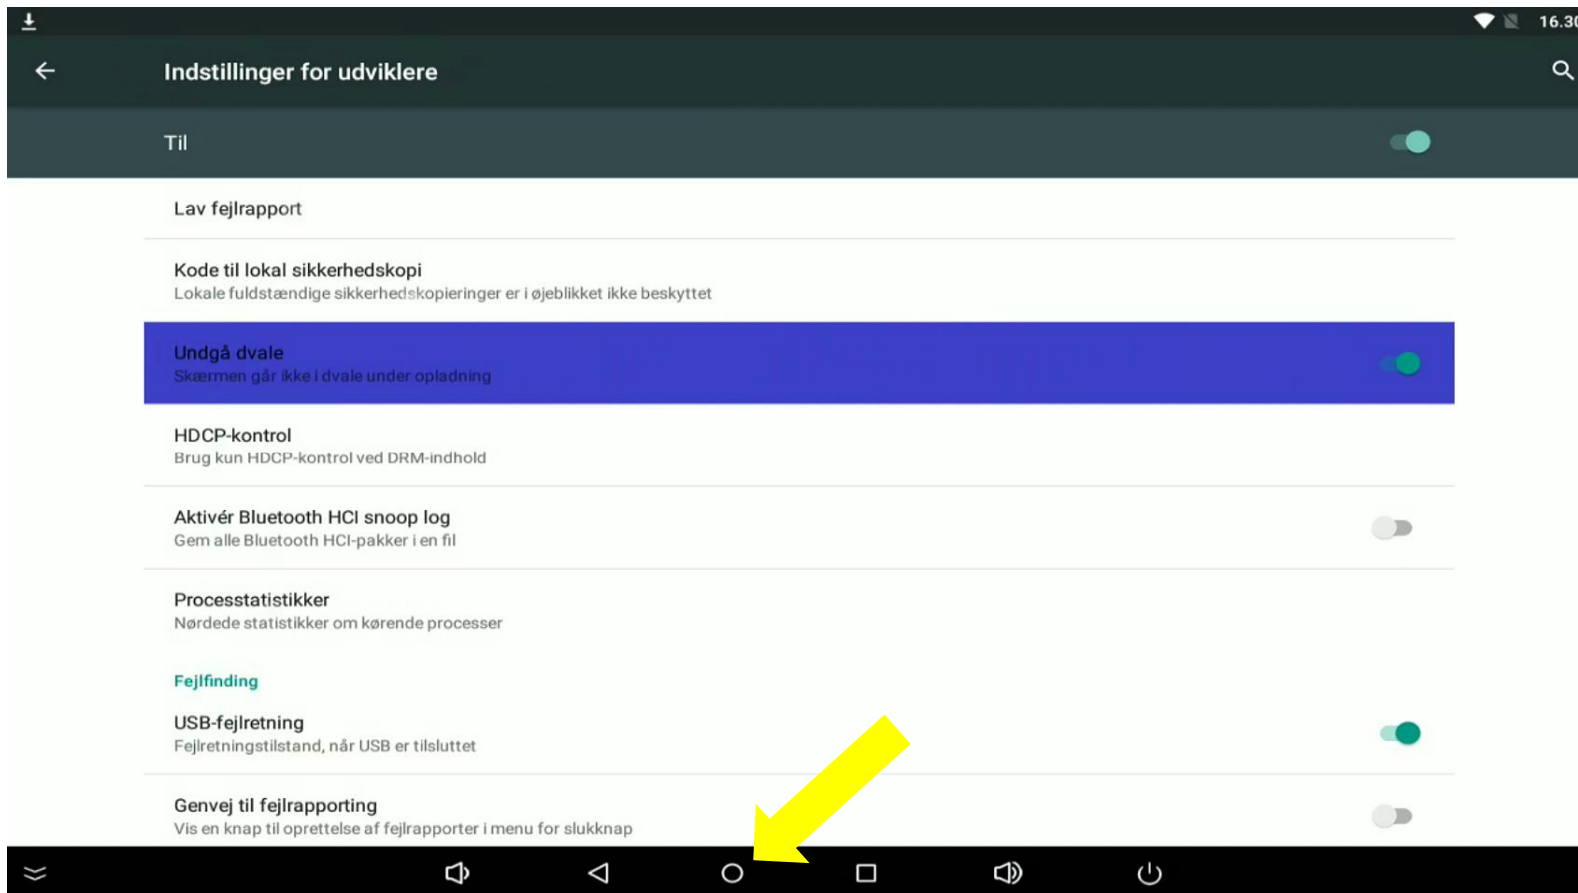 16.30
Indstillinger for udviklere
Til
Lav fejlrapport
Kode til lokal sikkerhedskopi
Lokale fuldstændige sikkerhedskopieringer er i øjeblikket ikke beskyttet
Undgå dvale
Skærmen går ikke i dvale under opladning
HDCP-kontrol
Brug kun HDCP-kontrol ved DRM-indhold
Aktivér Bluetooth HCI snoop log
Gem alle Bluetooth HCI-pakker i en fil
Processtatistikker
Nørdede statistikker om kørende processer
Fejlfinding
USB-fejlretning
Fejlretningstilstand, når USB er tilsluttet
Genvej til fejlrapporting
Vis en knap til oprettelse af fejlrapporter i menu for slukknap